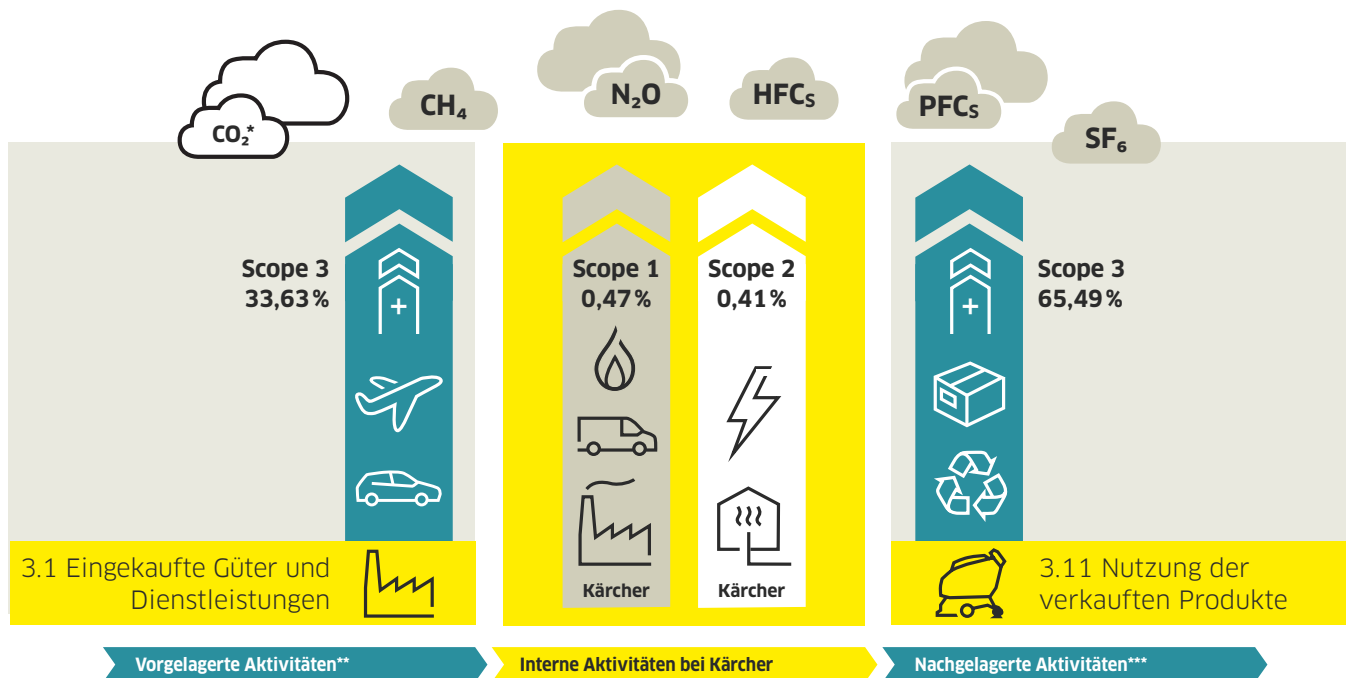 CO₂*
CH₄
N₂O
HFCs
PFCs
SF₆
Scope 3
33,63 %
Scope 1
0,47 %
Scope 2
0,41 %
Scope 3
65,49 %
+
+
Kärcher
Kärcher
3.1 Eingekaufte Güter und
Dienstleistungen
3.11 Nutzung der
verkauften Produkte
Vorgelagerte Aktivitäten**
Interne Aktivitäten bei Kärcher
Nachgelagerte Aktivitäten***